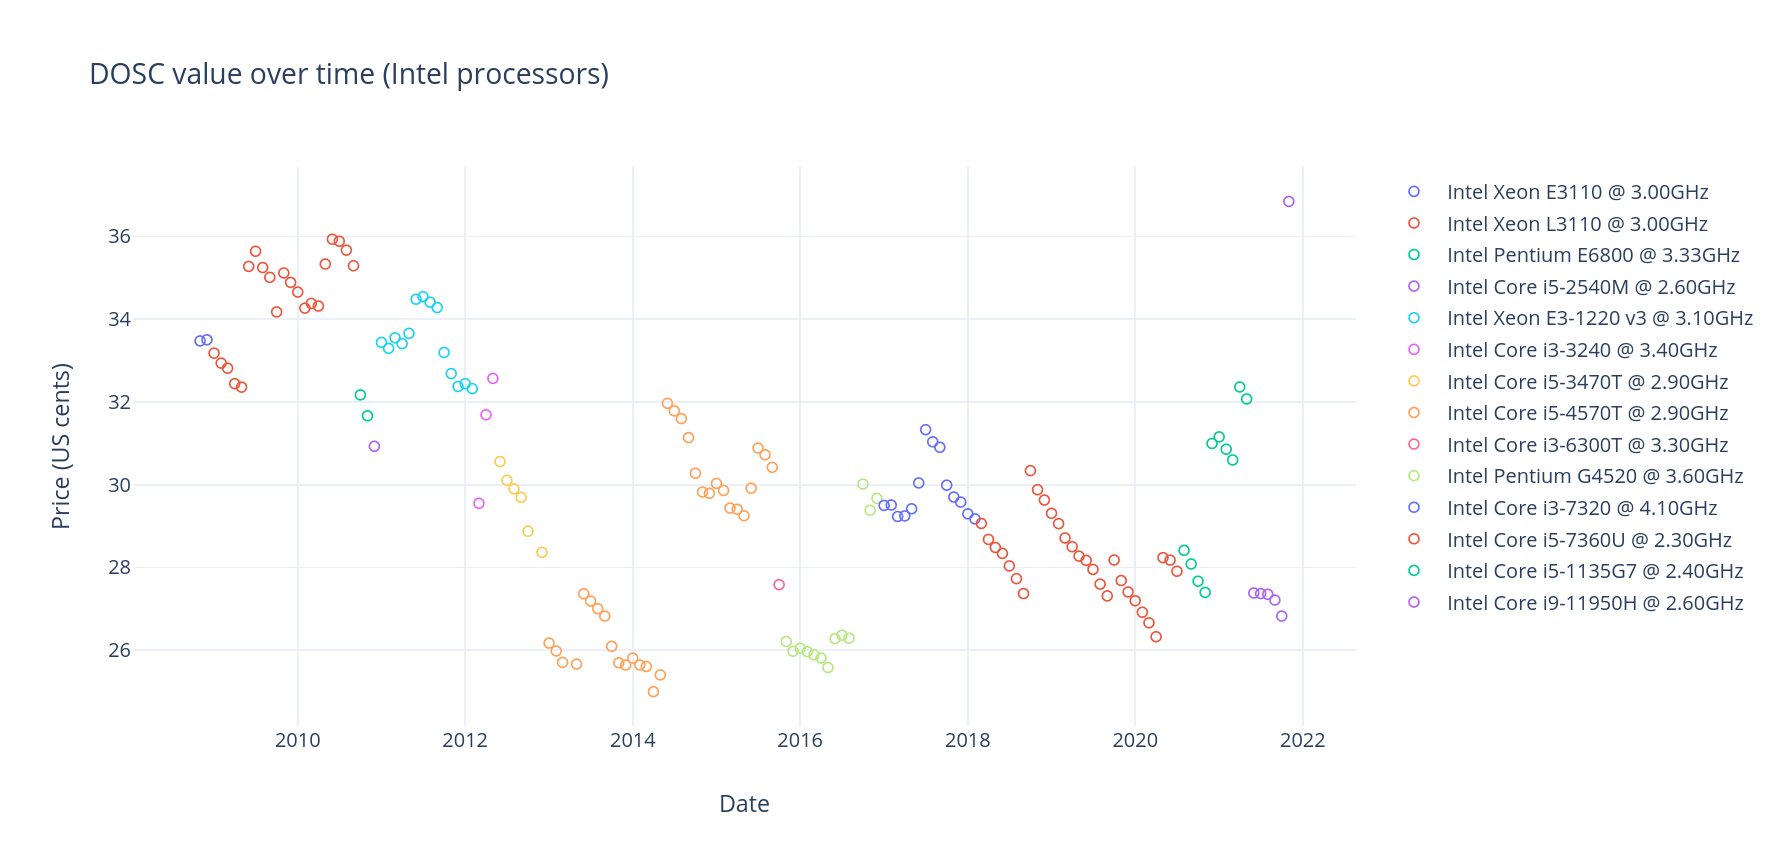 DOSC value over time (Intel processors)
Price (US cents)
36
34
32
30
28
26
2010
2012
2014
2016
2018
2020
2022
Date
Intel Xeon E3110 @ 3.00GHz
Intel Xeon L3110 @ 3.00GHz
Intel Pentium E6800 @ 3.33GHz
Intel Core i5-2540M @ 2.60GHz
Intel Xeon E3-1220 v3 @ 3.10GHz
Intel Core i3-3240 @ 3.40GHz
Intel Core i5-3470T @ 2.90GHz
Intel Core i5-4570T @ 2.90GHz
Intel Core i3-6300T @ 3.30GHz
Intel Pentium G4520 @ 3.60GHz
Intel Core i3-7320 @ 4.10GHz
Intel Core i5-7360U @ 2.30GHz
Intel Core i5-1135G7 @ 2.40GHz
Intel Core i9-11950H @ 2.60GHz